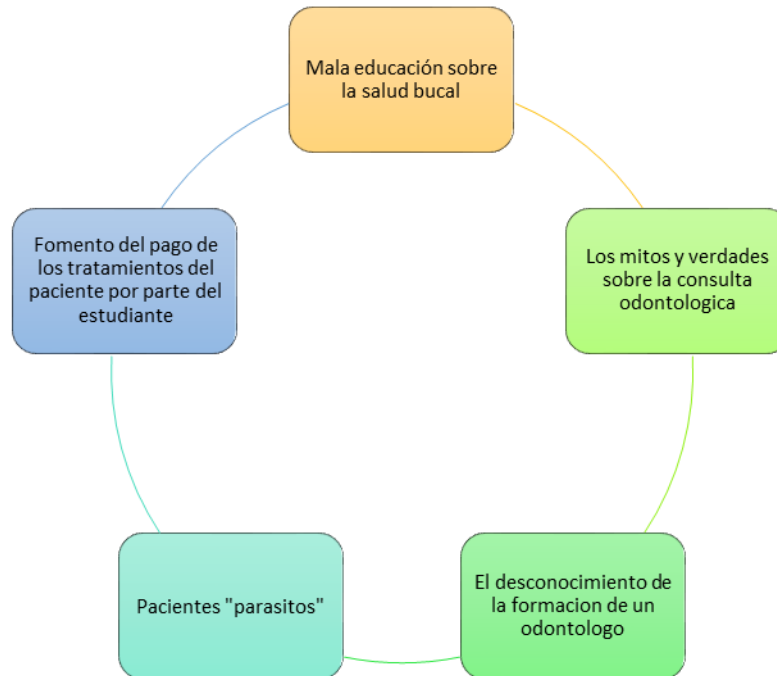 Mala educación sobre
la salud bucal
Los mitos y verdades
sobre la consulta
odontologica
El desconocimiento de
la formacion de un
odontologo
Pacientes "parasitos"
Fomento del pago de
los tratamientos del
paciente por parte del
estudiante